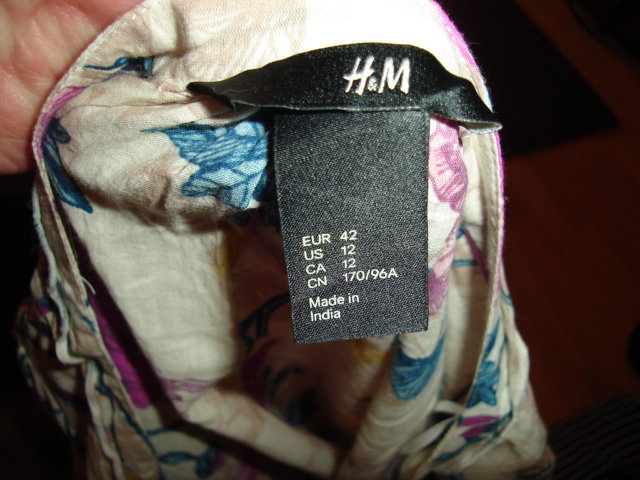 H&M
EUR 42
US 12
CA 12
CN 170/96A
Made in
India